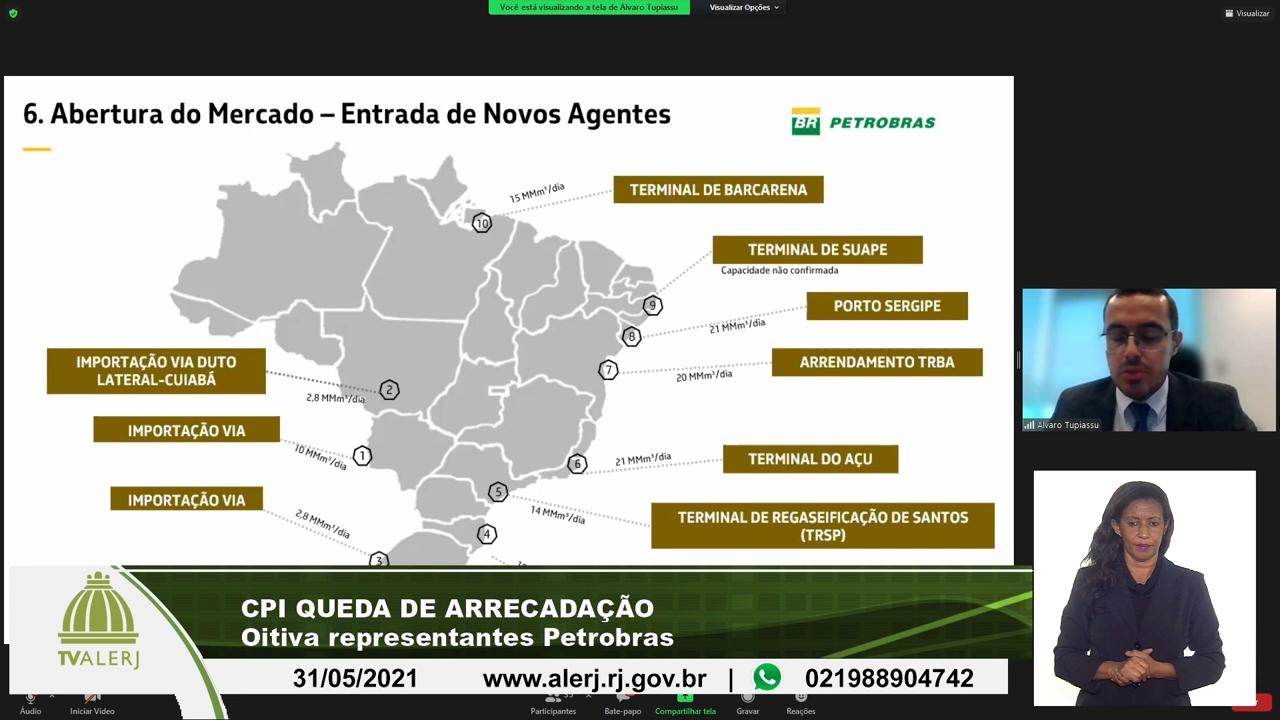 Você está visualizando a tela de Alvaro Tupiassu
Visualizar Opções
Visualizar
6. Abertura do Mercado – Entrada de Novos Agentes
BR PETROBRAS
15 MMm³/dia
TERMINAL DE BARCARENA
10
TERMINAL DE SUAPE
Capacidade não confirmada
9
PORTO SERGIPE
21 MMm³/dia
8
IMPORTAÇÃO VIA DUTO
LATERAL-CUIABÁ
2,8 MMm³/dia
2
7
20 MMm³/dia
ARRENDAMENTO TRBA
IMPORTAÇÃO VIA
10 MMm³/dia
1
6
21 MMm³/dia
TERMINAL DO AÇU
IMPORTAÇÃO VIA
2,8 MMm³/dia
3
5
14 MMm³/dia
TERMINAL DE REGASEIFICAÇÃO DE SANTOS
(TRSP)
4
Alvaro Tupiassu
TVALERJ
CPI QUEDA DE ARRECADAÇÃO
Oitiva representantes Petrobras
31/05/2021 www.alerj.rj.gov.br | 021988904742
Áudio
Iniciar Vídeo
Participantes
Bate-papo
Compartilhar tela
Gravar
Reações